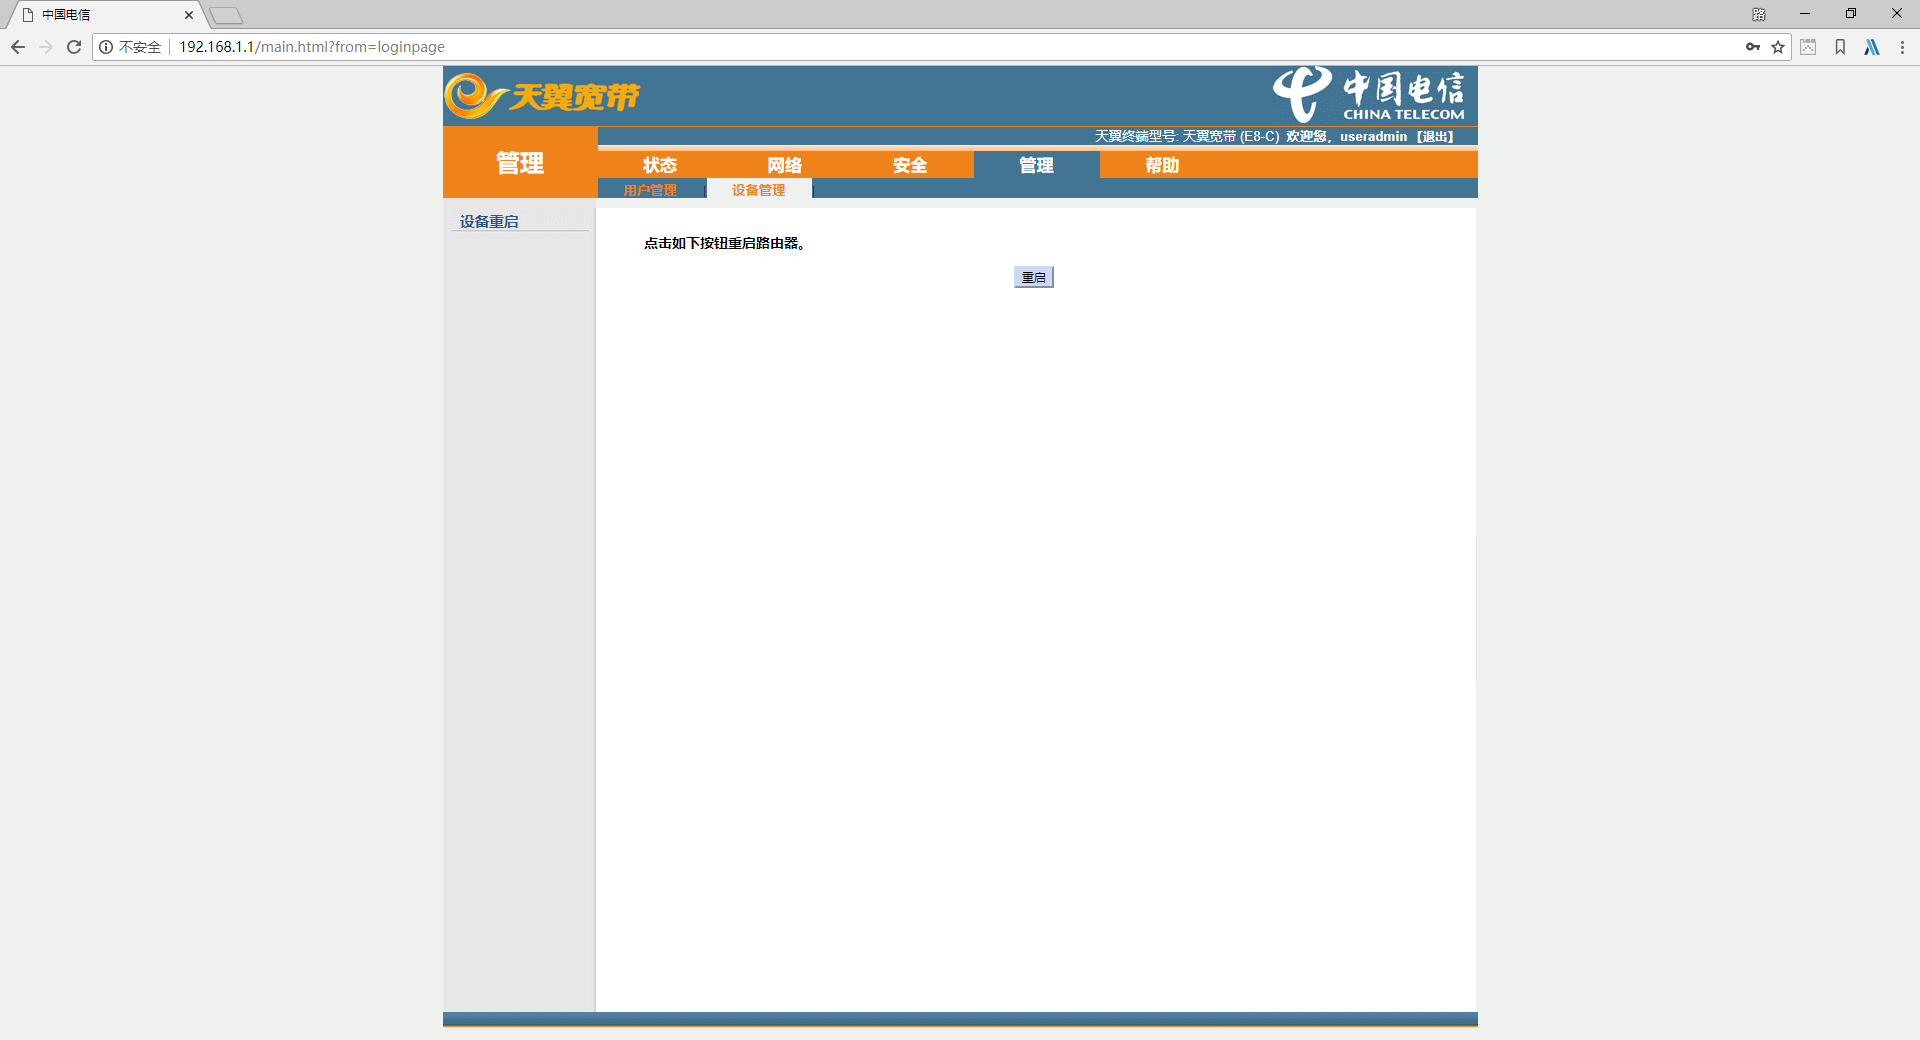 中国电信
路
不安全 192.168.1.1/main.html?from=loginpage
天翼宽带
中国电信
CHINA TELECOM
天翼终端型号: 天翼宽带 (E8-C) 欢迎您，useradmin 【退出】
管理
状态 网络 安全 管理 帮助
用户管理 | 设备管理 |
设备重启
点击如下按钮重启路由器。
重启